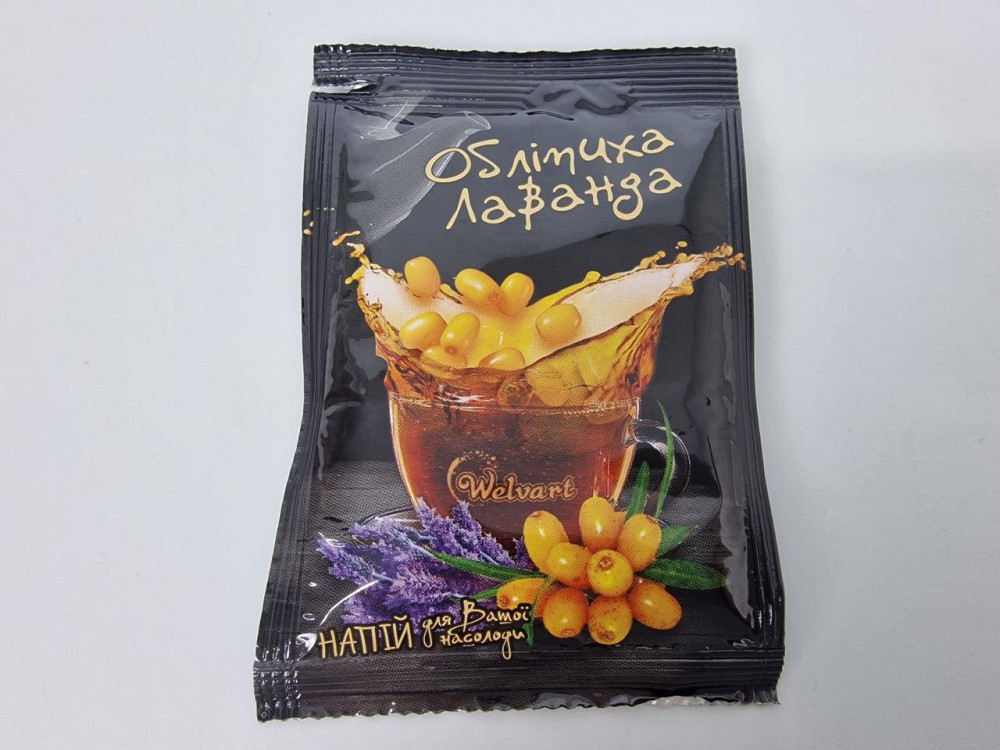 Обліпиха
Лаванда
Welvart
НАПІЙ для Вашої
насолоди